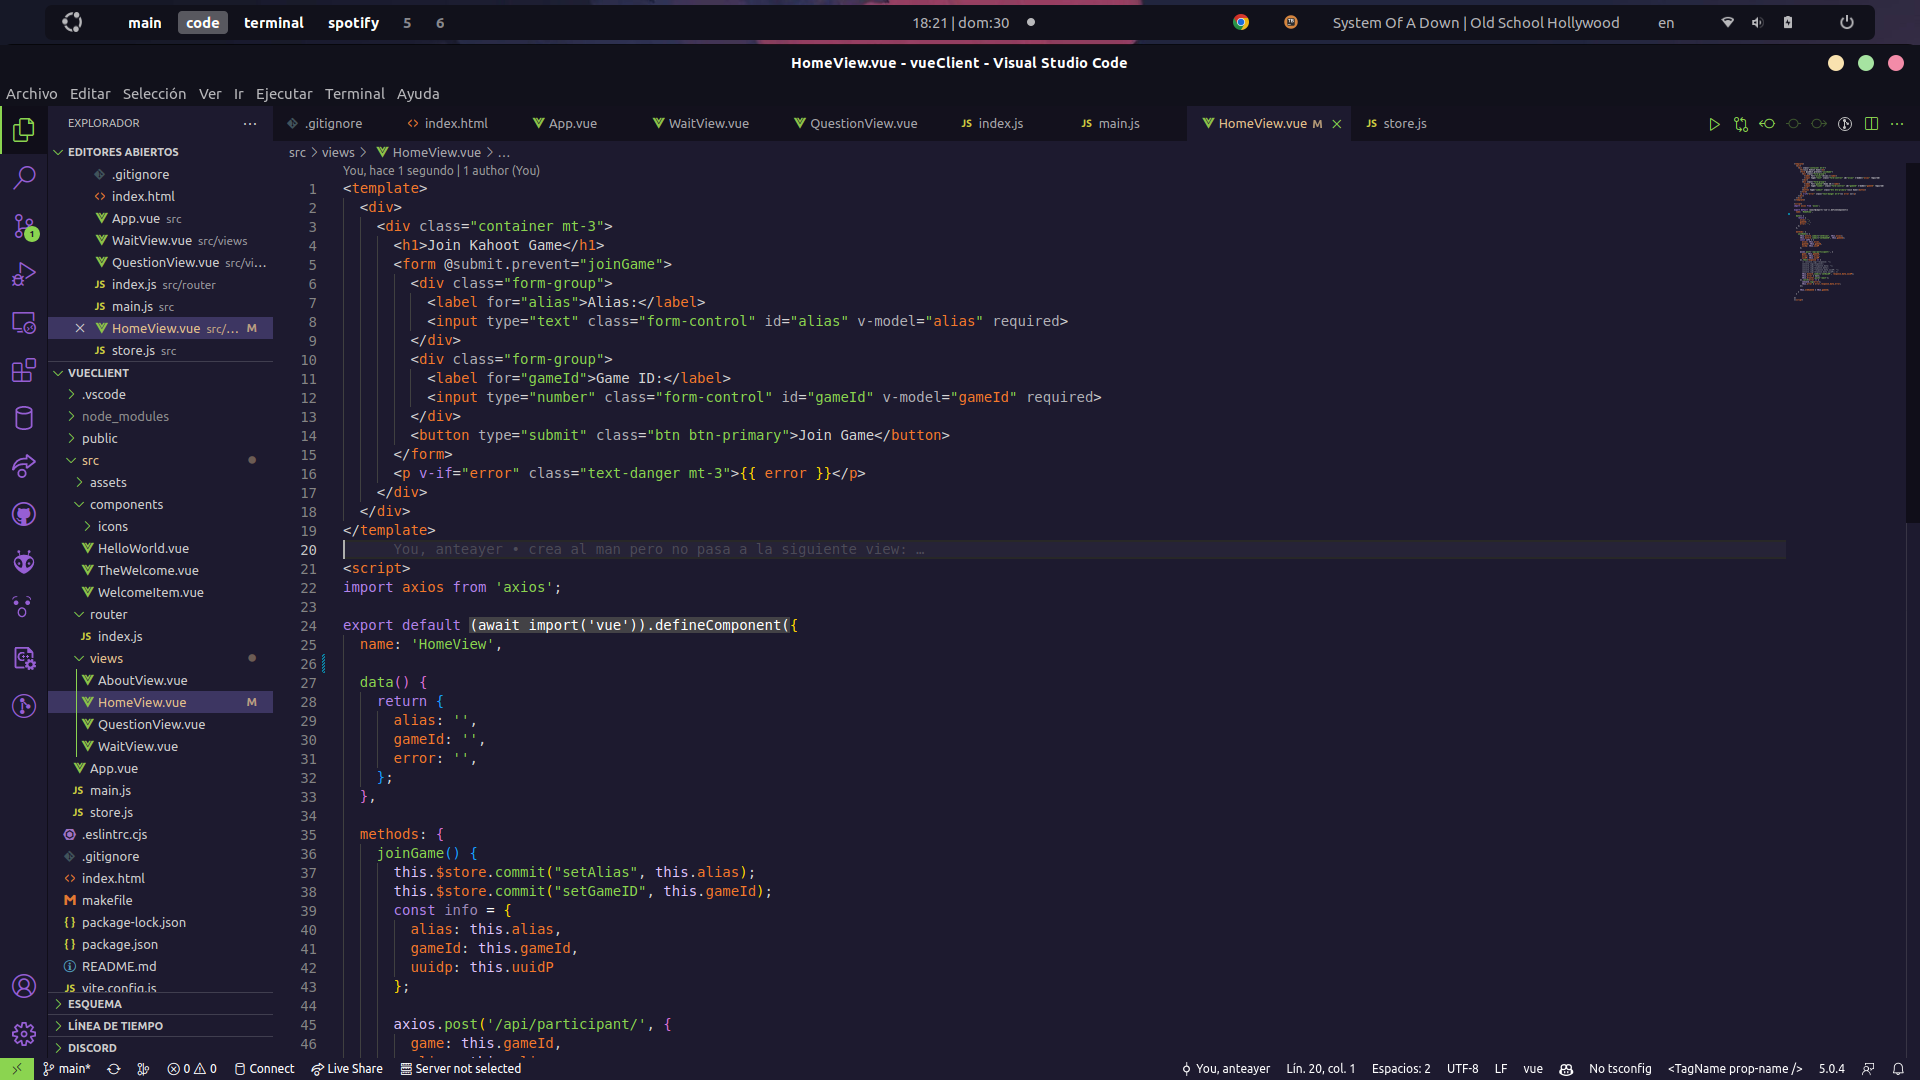 main code terminal spotify 5 6 18:21 | dom:30 System Of A Down | Old School Hollywood en
HomeView.vue - vueClient - Visual Studio Code
Archivo Editar Selección Ver Ir Ejecutar Terminal Ayuda
EXPLORADOR
EDITORES ABIERTOS
.gitignore
index.html
App.vue src
WaitView.vue src/views
QuestionView.vue src/vi...
index.js src/router
main.js src
HomeView.vue src/... M
store.js src
VUECLIENT
.vscode
node_modules
public
src
assets
components
icons
HelloWorld.vue
TheWelcome.vue
WelcomeItem.vue
router
index.js
views
AboutView.vue
HomeView.vue M
QuestionView.vue
WaitView.vue
App.vue
main.js
store.js
.eslintrc.cjs
.gitignore
index.html
makefile
package-lock.json
package.json
README.md
vite.config.js
ESQUEMA
LÍNEA DE TIEMPO
DISCORD
1
.gitignore index.html App.vue WaitView.vue QuestionView.vue index.js main.js HomeView.vue M store.js
src > views > HomeView.vue > ...
You, hace 1 segundo | 1 author (You)
1 <template>
2 <div>
3 <div class="container mt-3">
4 <h1>Join Kahoot Game</h1>
5 <form @submit.prevent="joinGame">
6 <div class="form-group">
7 <label for="alias">Alias:</label>
8 <input type="text" class="form-control" id="alias" v-model="alias" required>
9 </div>
10 <div class="form-group">
11 <label for="gameId">Game ID:</label>
12 <input type="number" class="form-control" id="gameId" v-model="gameId" required>
13 </div>
14 <button type="submit" class="btn btn-primary">Join Game</button>
15 </form>
16 <p v-if="error" class="text-danger mt-3">{{ error }}</p>
17 </div>
18 </div>
19 </template>
20 You, anteayer • crea al man pero no pasa a la siguiente view: …
21 <script>
22 import axios from 'axios';
23
24 export default (await import('vue')).defineComponent({
25 name: 'HomeView',
26
27 data() {
28 return {
29 alias: '',
30 gameId: '',
31 error: '',
32 };
33 },
34
35 methods: {
36 joinGame() {
37 this.$store.commit("setAlias", this.alias);
38 this.$store.commit("setGameID", this.gameId);
39 const info = {
40 alias: this.alias,
41 gameId: this.gameId,
42 uuidp: this.uuidP
43 };
44
45 axios.post('/api/participant/', {
46 game: this.gameId,
main* 0 0 Connect Live Share Server not selected You, anteayer Lín. 20, col. 1 Espacios: 2 UTF-8 LF vue No tsconfig <TagName prop-name /> 5.0.4